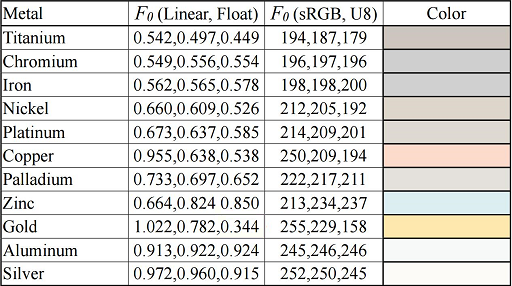 Metal F₀ (Linear, Float) F₀ (sRGB, U8) Color
Titanium 0.542,0.497,0.449 194,187,179
Chromium 0.549,0.556,0.554 196,197,196
Iron 0.562,0.565,0.578 198,198,200
Nickel 0.660,0.609,0.526 212,205,192
Platinum 0.673,0.637,0.585 214,209,201
Copper 0.955,0.638,0.538 250,209,194
Palladium 0.733,0.697,0.652 222,217,211
Zinc 0.664,0.824 0.850 213,234,237
Gold 1.022,0.782,0.344 255,229,158
Aluminum 0.913,0.922,0.924 245,246,246
Silver 0.972,0.960,0.915 252,250,245